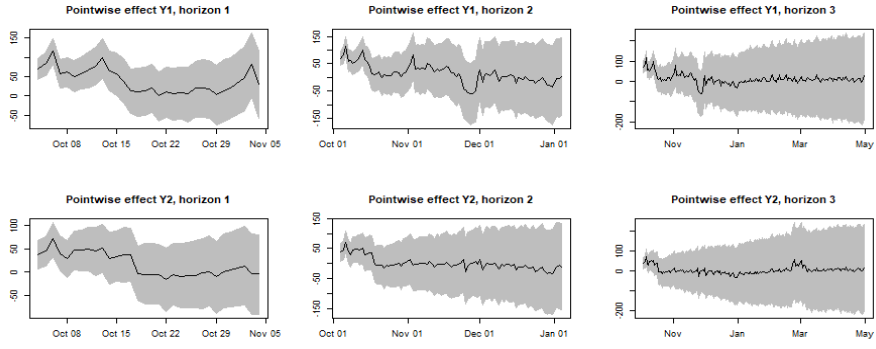 Pointwise effect Y1, horizon 1
150
50
0
-50
Oct 08 Oct 15 Oct 22 Oct 29 Nov 05
Pointwise effect Y1, horizon 2
150
50
0
-50
-150
Oct 01 Nov 01 Dec 01 Jan 01
Pointwise effect Y1, horizon 3
100
0
-200
Nov Jan Mar May
Pointwise effect Y2, horizon 1
100
50
0
-50
Oct 08 Oct 15 Oct 22 Oct 29 Nov 05
Pointwise effect Y2, horizon 2
150
50
0
-50
-150
Oct 01 Nov 01 Dec 01 Jan 01
Pointwise effect Y2, horizon 3
100
0
-200
Nov Jan Mar May